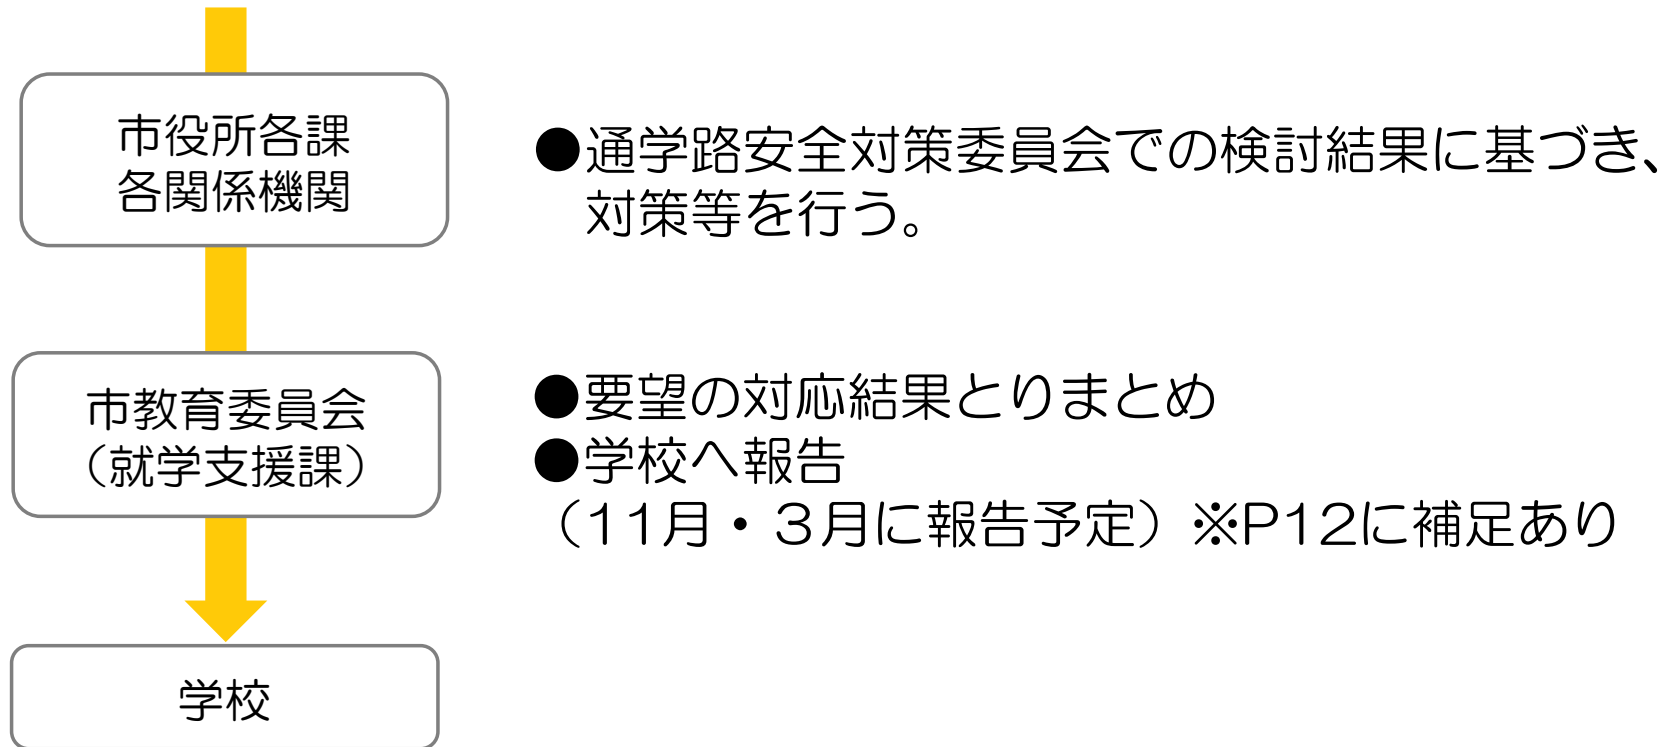 市役所各課
各関係機関
●通学路安全対策委員会での検討結果に基づき、
対策等を行う。
市教育委員会
（就学支援課）
●要望の対応結果とりまとめ
●学校へ報告
（11月・３月に報告予定）※P12に補足あり
学校